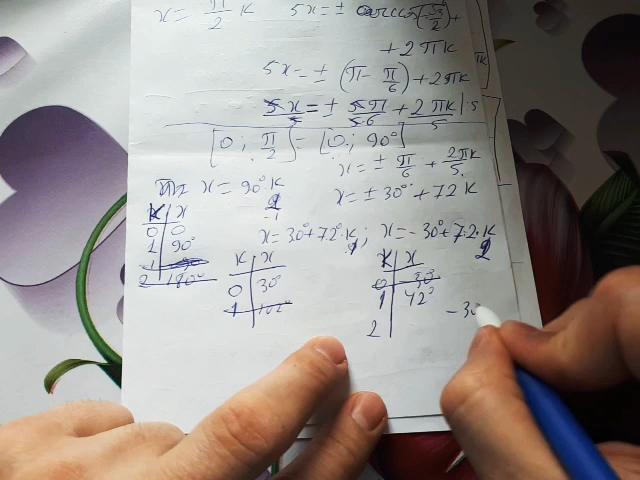 x = π/2 k 5x = ± arccos(-√3/2) +
+ 2πk
5x = ± (π - π/6) + 2πk
5x = ± 5π/6 + 2πk | :5
[0; π/2] = [0; 90°]
x = ± π/6 + 2πk/5
x = 90° k x = ± 30° + 72 k
x = 30° + 72° k; x = -30° + 72·k
k x
0 0
1 90°
2 180°
k x
0 30°
1 102°
k x
0 -30°
1 42°
2
-30